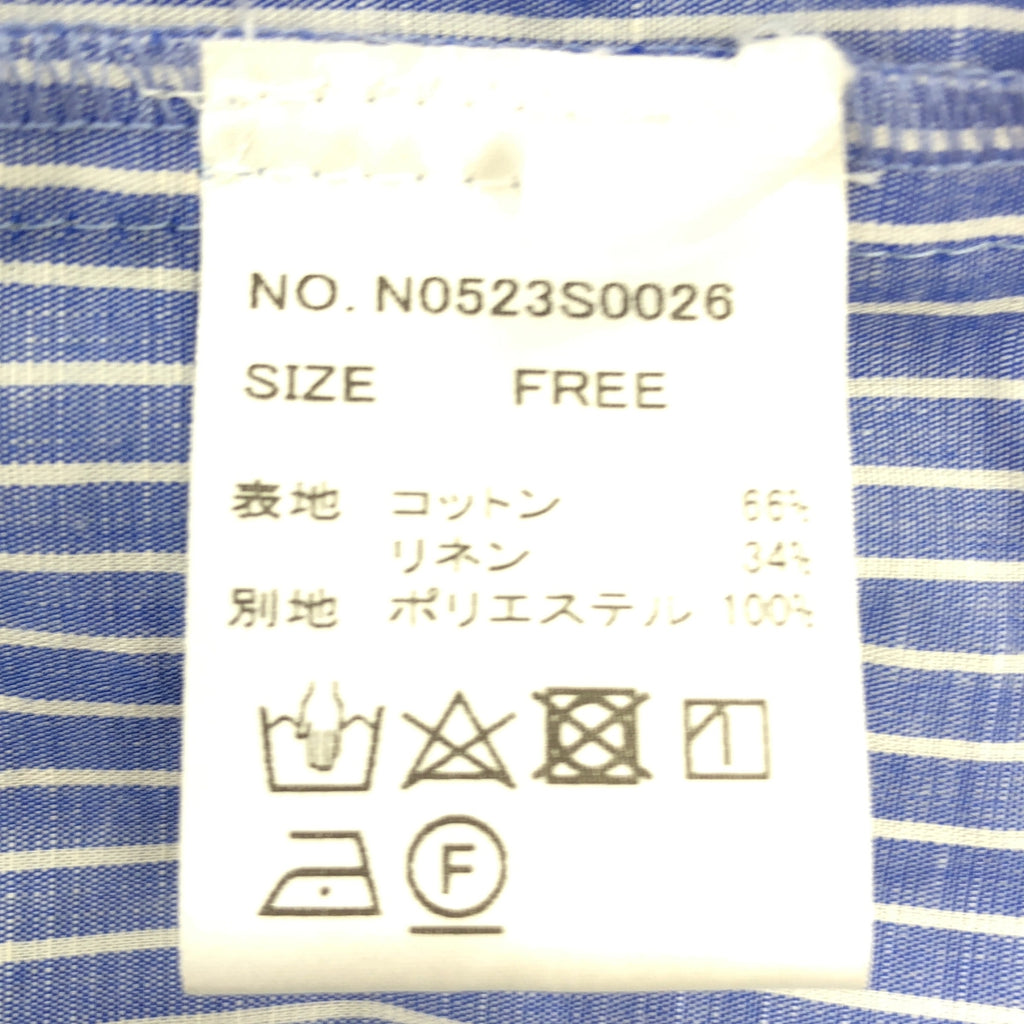 NO. N0523S0026
SIZE FREE
表地 コットン 66%
リネン 34%
別地 ポリエステル 100%
F